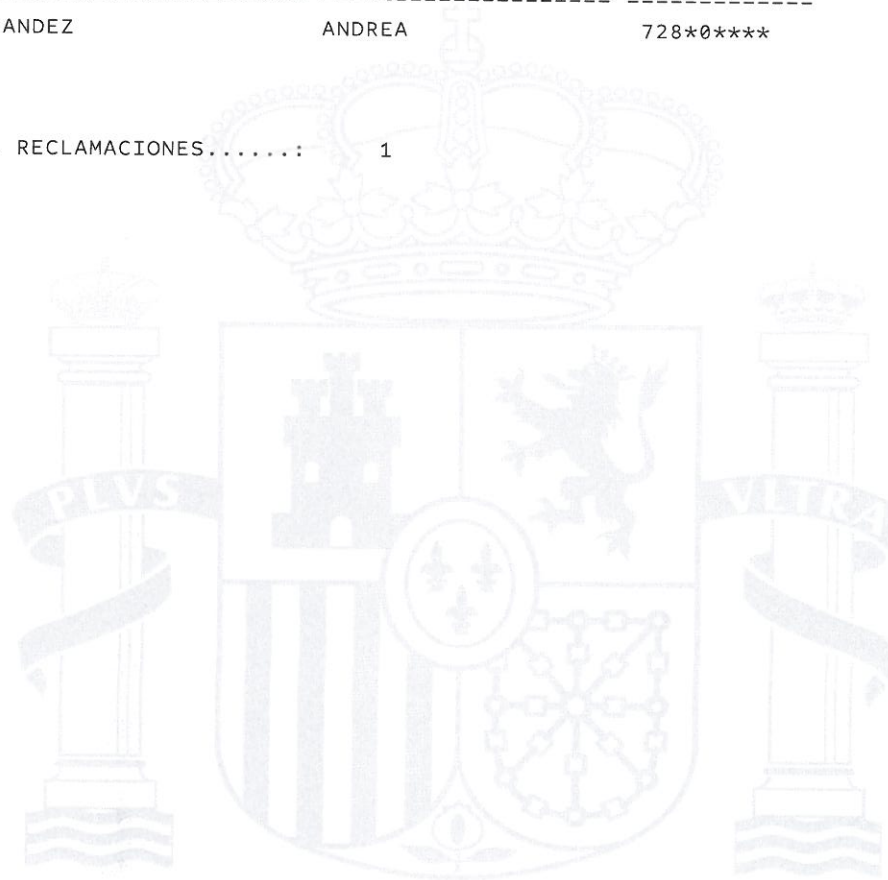 ANDEZ ANDREA 728*0****
RECLAMACIONES......: 1
PLVS VLTRA